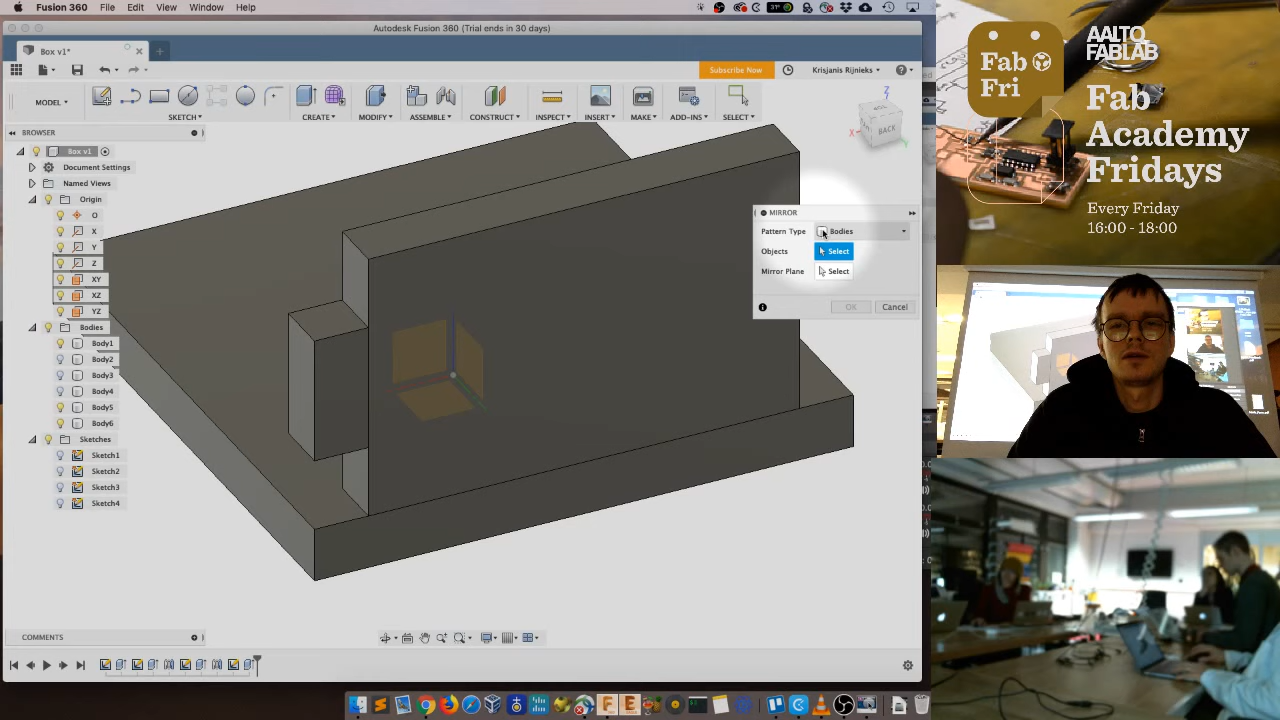 Fusion 360 File Edit View Window Help
31°
Autodesk Fusion 360 (Trial ends in 30 days)
Box v1*
Subscribe Now
Krisjanis Rijnieks
MODEL
SKETCH
CREATE
MODIFY
ASSEMBLE
CONSTRUCT
INSPECT
INSERT
MAKE
ADD-INS
SELECT
BROWSER
Box v1
Document Settings
Named Views
Origin
O
X
Y
Z
XY
XZ
YZ
Bodies
Body1
Body2
Body3
Body4
Body5
Body6
Sketches
Sketch1
Sketch2
Sketch3
Sketch4
Z
X
BACK
MIRROR
Pattern Type Bodies
Objects Select
Mirror Plane Select
OK Cancel
COMMENTS
Fab
Fri
AALTO
FABLAB
Fab
Academy
Fridays
Every Friday
16:00 - 18:00